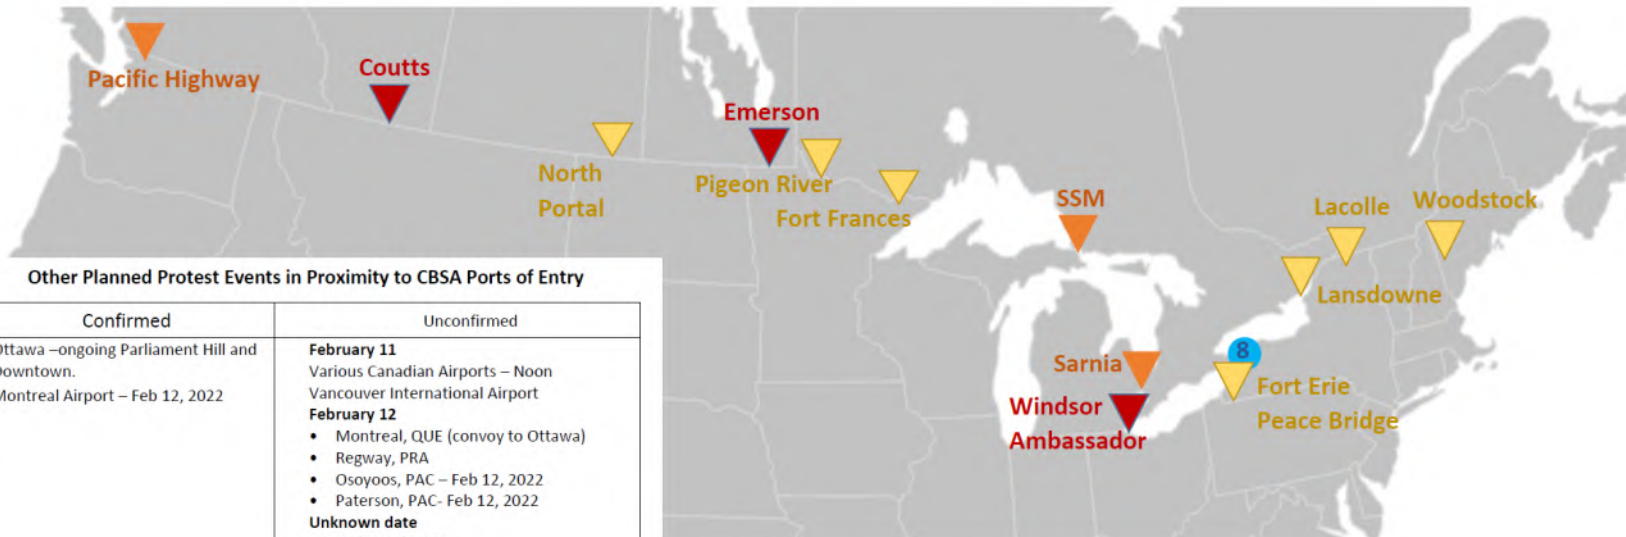 Pacific Highway
Coutts
Emerson
North
Portal
Pigeon River
Fort Frances
SSM
Lacolle
Woodstock
Lansdowne
8
Sarnia
Fort Erie
Peace Bridge
Windsor
Ambassador
Other Planned Protest Events in Proximity to CBSA Ports of Entry
Confirmed
Ottawa –ongoing Parliament Hill and
Downtown.
Montreal Airport – Feb 12, 2022
Unconfirmed
February 11
Various Canadian Airports – Noon
Vancouver International Airport
February 12
• Montreal, QUE (convoy to Ottawa)
• Regway, PRA
• Osoyoos, PAC – Feb 12, 2022
• Paterson, PAC- Feb 12, 2022
Unknown date